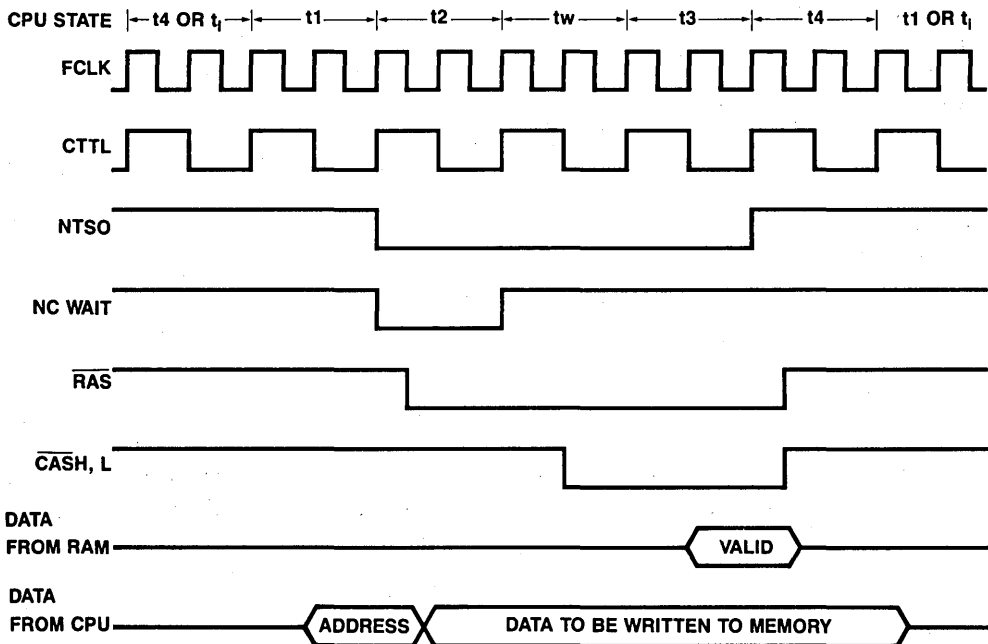 CPU STATE t4 OR ti t1 t2 tw t3 t4 t1 OR ti
FCLK
CTTL
NTSO
NC WAIT
RAS
CASH, L
DATA
FROM RAM VALID
DATA
FROM CPU ADDRESS DATA TO BE WRITTEN TO MEMORY